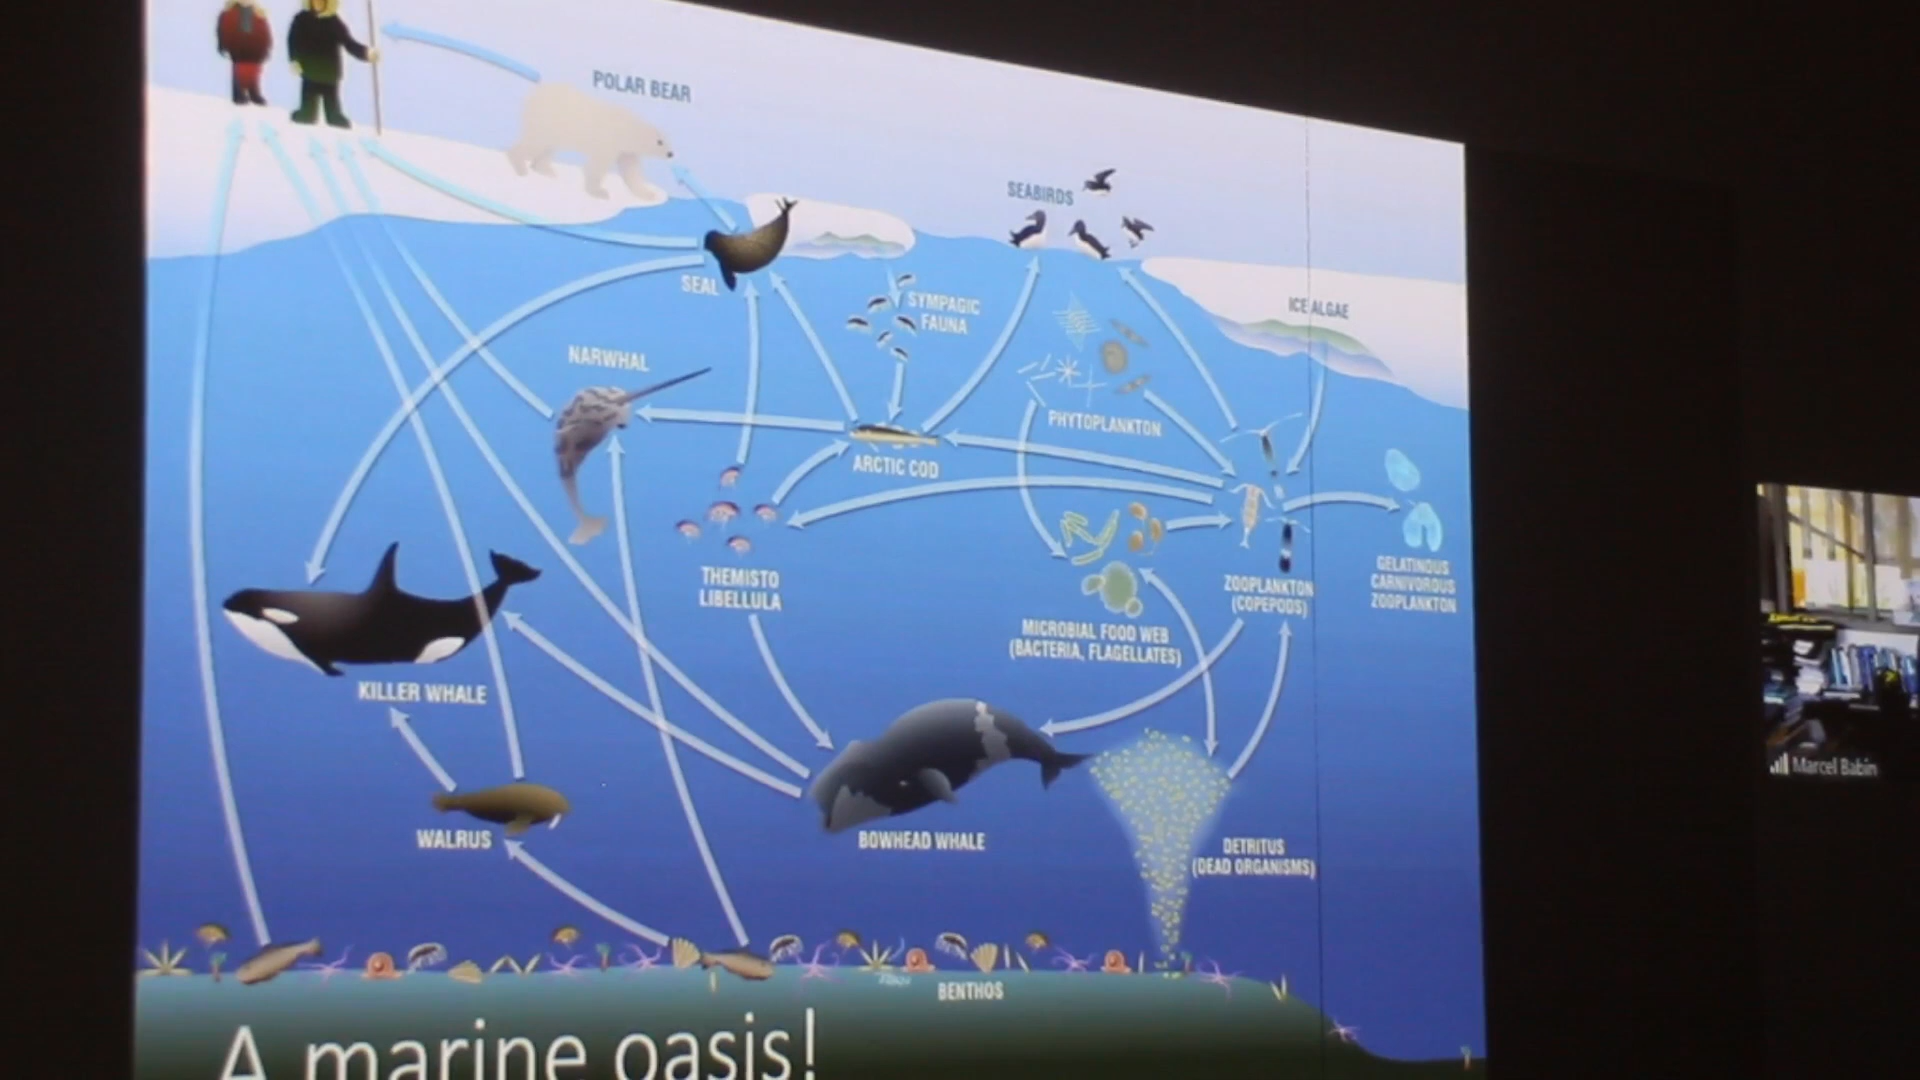 POLAR BEAR
SEABIRDS
SEAL
SYMPAGIC
FAUNA
ICE ALGAE
NARWHAL
PHYTOPLANKTON
ARCTIC COD
THEMISTO
LIBELLULA
GELATINOUS
CARNIVOROUS
ZOOPLANKTON
ZOOPLANKTON
(COPEPODS)
MICROBIAL FOOD WEB
(BACTERIA, FLAGELLATES)
KILLER WHALE
Marcel Babin
WALRUS
BOWHEAD WHALE
DETRITUS
(DEAD ORGANISMS)
BENTHOS
A marine oasis!